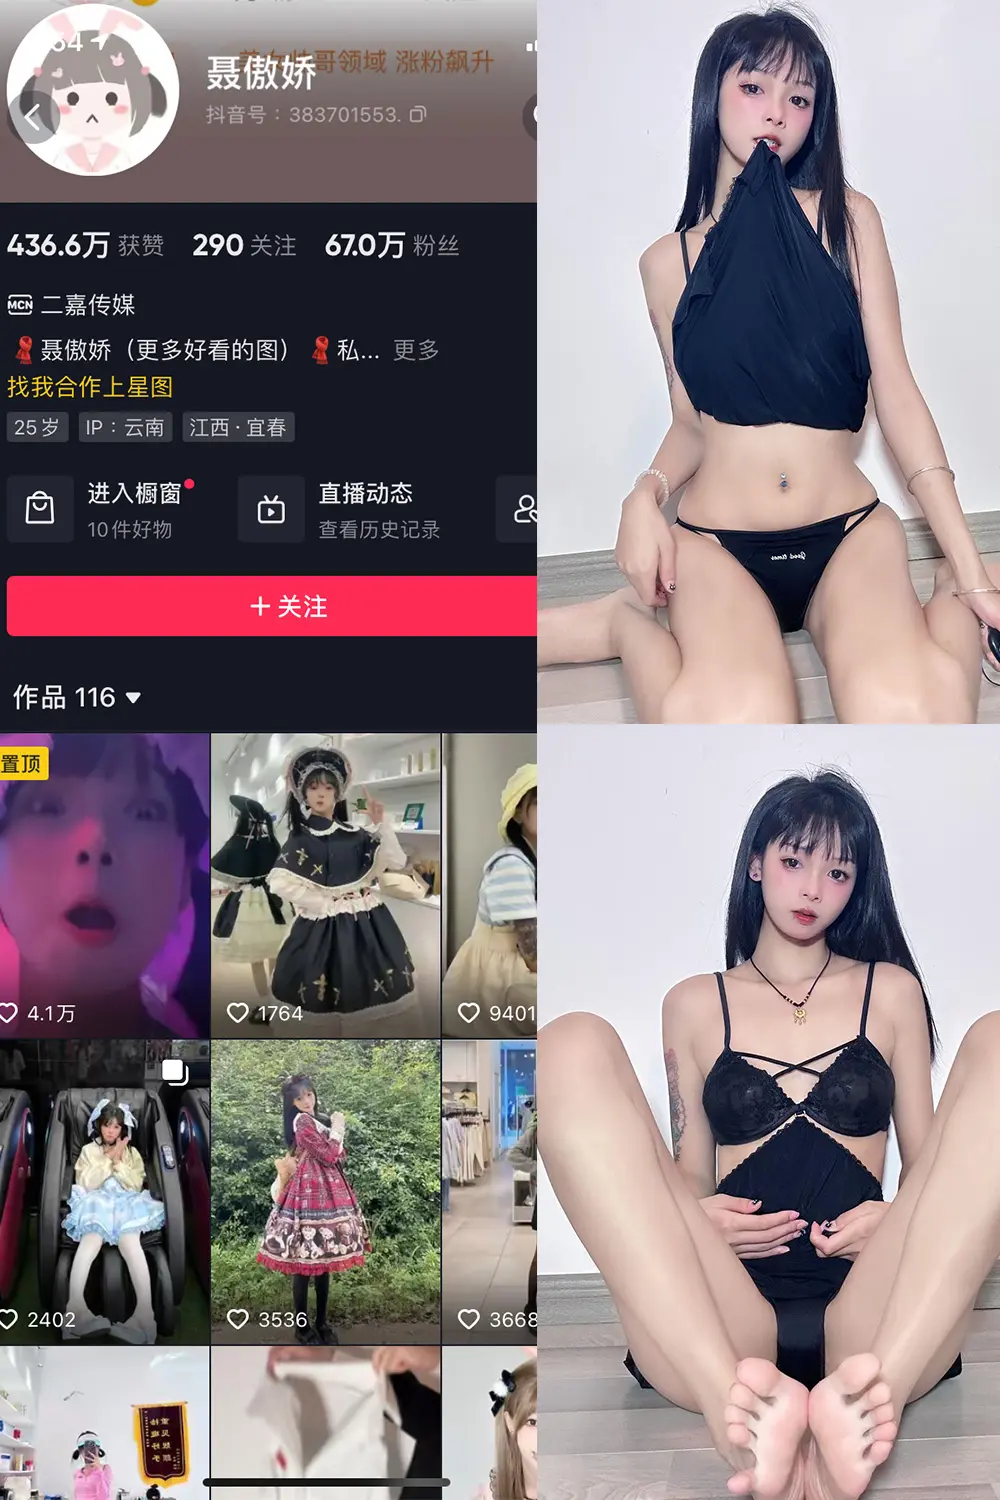 54
哥领域 涨粉飙升
聂傲娇
抖音号：383701553.
436.6万 获赞 290 关注 67.0万 粉丝
MCN 二嘉传媒
聂傲娇（更多好看的图） 私... 更多
找我合作上星图
25岁 IP：云南 江西·宜春
进入橱窗
10件好物
直播动态
查看历史记录
+ 关注
作品 116
置顶
4.1万 1764 9401
2402 3536 3668
Good times